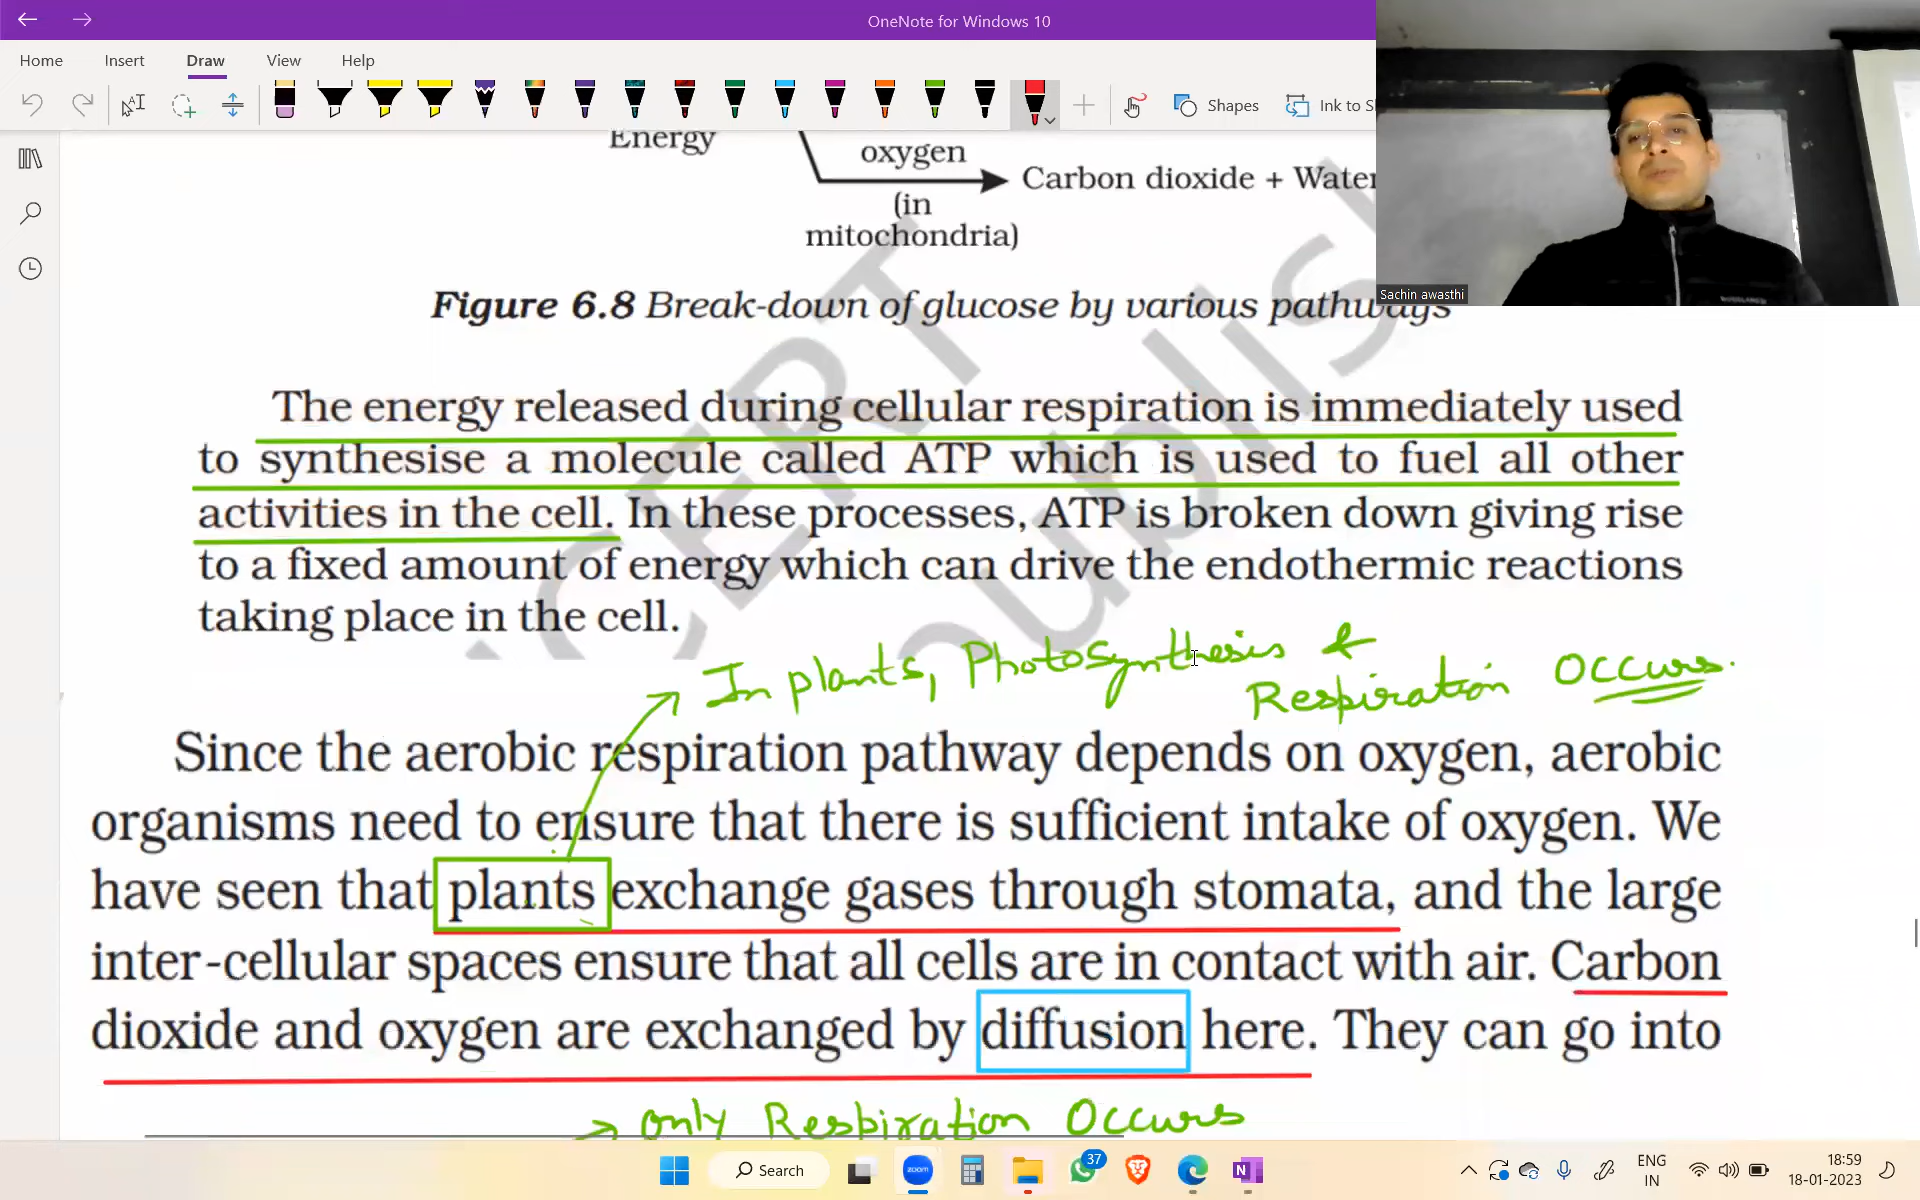 OneNote for Windows 10
Home Insert Draw View Help
Shapes
Ink to S
Energy
oxygen
Carbon dioxide + Water
(in
mitochondria)
Sachin awasthi
Figure 6.8 Break-down of glucose by various pathways
The energy released during cellular respiration is immediately used
to synthesise a molecule called ATP which is used to fuel all other
activities in the cell. In these processes, ATP is broken down giving rise
to a fixed amount of energy which can drive the endothermic reactions
taking place in the cell.
In plants, Photosynthesis &
Respiration Occurs.
Since the aerobic respiration pathway depends on oxygen, aerobic
organisms need to ensure that there is sufficient intake of oxygen. We
have seen that plants exchange gases through stomata, and the large
inter-cellular spaces ensure that all cells are in contact with air. Carbon
dioxide and oxygen are exchanged by diffusion here. They can go into
only Respiration Occurs
Search
zoom
37
ENG
IN
18:59
18-01-2023